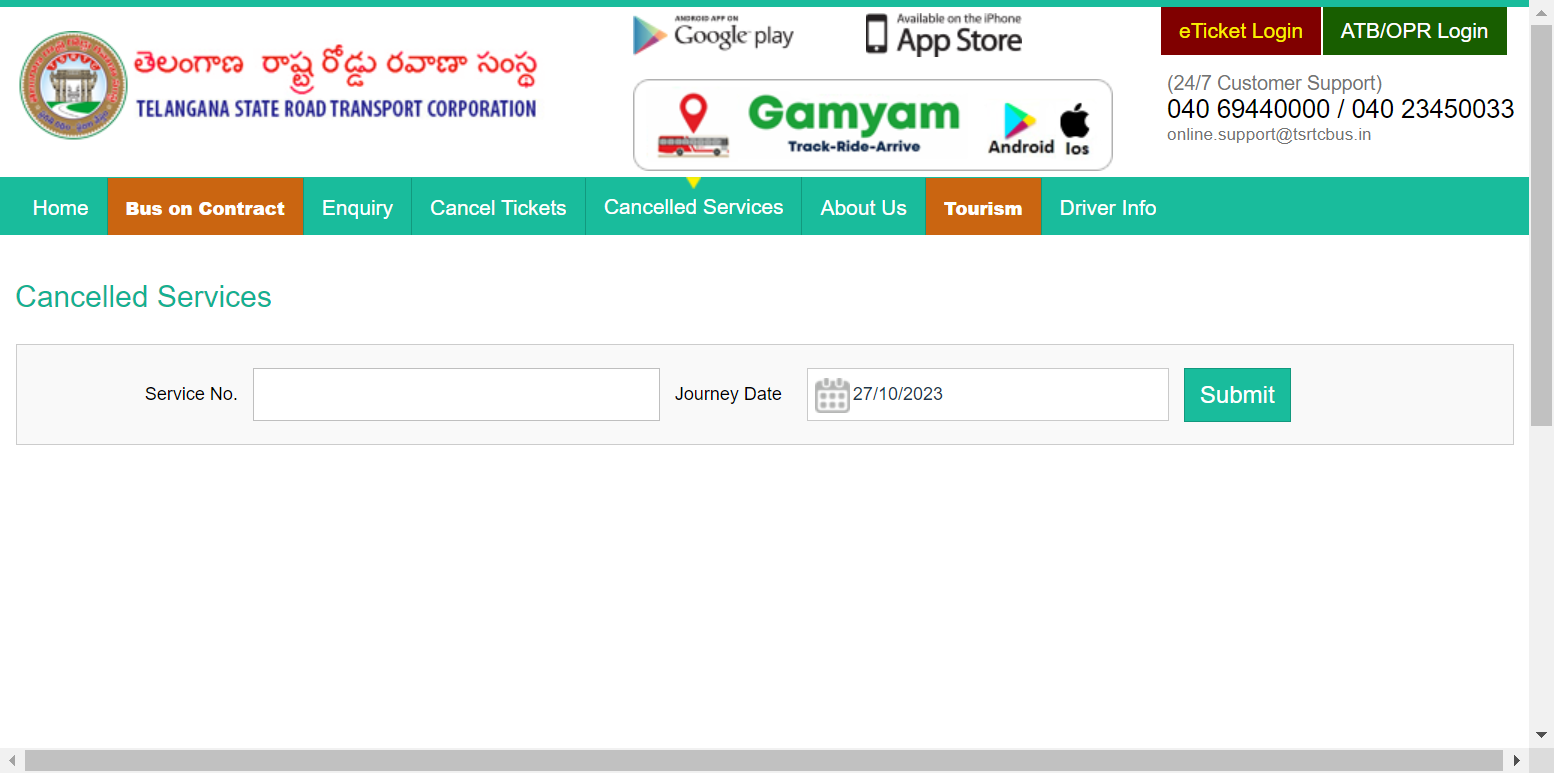 తెలంగాణ రాష్ట్ర రోడ్డు రవాణా సంస్థ
TELANGANA STATE ROAD TRANSPORT CORPORATION
ANDROID APP ON
Google play
Available on the iPhone
App Store
Gamyam
Track-Ride-Arrive
Android Ios
eTicket Login ATB/OPR Login
(24/7 Customer Support)
040 69440000 / 040 23450033
online.support@tsrtcbus.in
Home Bus on Contract Enquiry Cancel Tickets Cancelled Services About Us Tourism Driver Info
Cancelled Services
Service No. Journey Date 27/10/2023 Submit